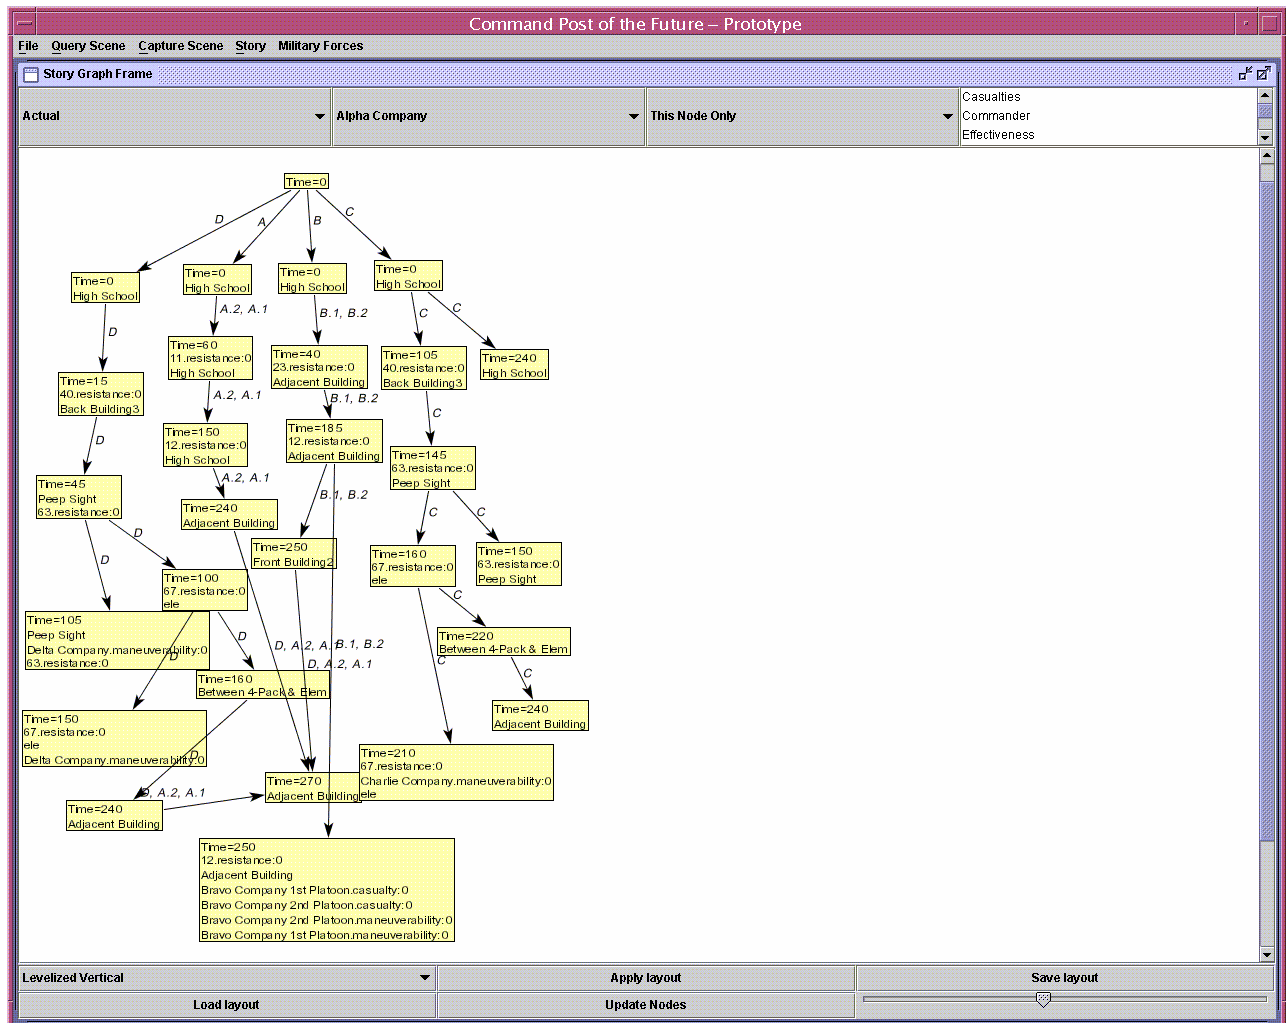 Command Post of the Future – Prototype
File Query Scene Capture Scene Story Military Forces
Story Graph Frame
Actual
Alpha Company
This Node Only
Casualties
Commander
Effectiveness
Time=0
D
A
B
C
Time=0
High School
Time=0
High School
Time=0
High School
Time=0
High School
D
A.2, A.1
B.1, B.2
C
C
Time=15
40.resistance:0
Back Building3
Time=60
11.resistance:0
High School
Time=40
23.resistance:0
Adjacent Building
Time=105
40.resistance:0
Back Building3
Time=240
High School
D
A.2, A.1
B.1, B.2
C
Time=45
Peep Sight
63.resistance:0
Time=150
12.resistance:0
High School
Time=185
12.resistance:0
Adjacent Building
Time=145
63.resistance:0
Peep Sight
D
D
A.2, A.1
B.1, B.2
C
C
Time=240
Adjacent Building
Time=250
Front Building2
Time=160
67.resistance:0
ele
Time=150
63.resistance:0
Peep Sight
Time=100
67.resistance:0
ele
C
C
Time=105
Peep Sight
Delta Company.maneuverability:0
63.resistance:0
D
D
D, A.2, A.1
B.1, B.2
D, A.2, A.1
Time=220
Between 4-Pack & Elem
C
Time=160
Between 4-Pack & Elem
Time=240
Adjacent Building
Time=150
67.resistance:0
ele
Delta Company.maneuverability:0
D
Time=210
67.resistance:0
Charlie Company.maneuverability:0
ele
Time=270
Adjacent Building
D, A.2, A.1
Time=240
Adjacent Building
Time=250
12.resistance:0
Adjacent Building
Bravo Company 1st Platoon.casualty:0
Bravo Company 2nd Platoon.casualty:0
Bravo Company 2nd Platoon.maneuverability:0
Bravo Company 1st Platoon.maneuverability:0
Levelized Vertical
Apply layout
Save layout
Load layout
Update Nodes